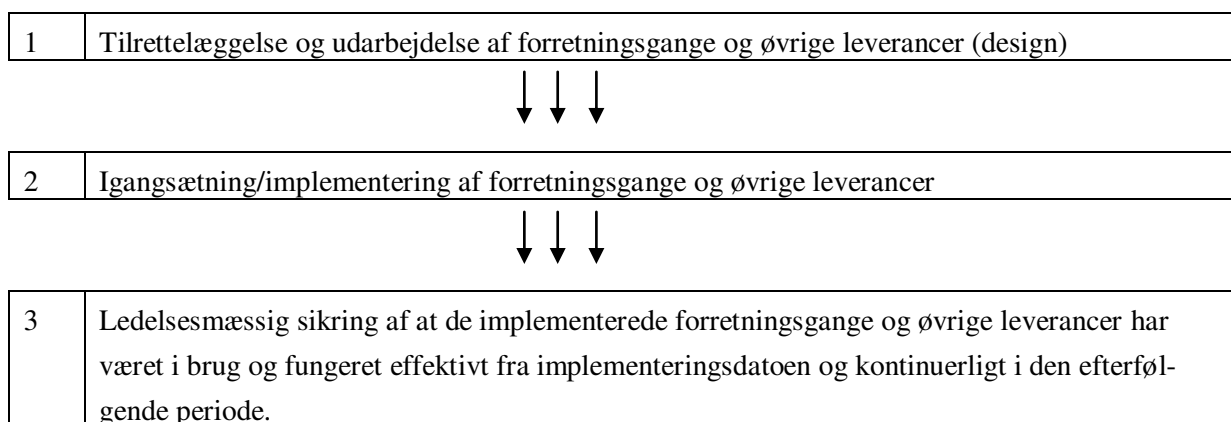 1 Tilrettelæggelse og udarbejdelse af forretningsgange og øvrige leverancer (design)
2 Igangsætning/implementering af forretningsgange og øvrige leverancer
3 Ledelsesmæssig sikring af at de implementerede forretningsgange og øvrige leverancer har
været i brug og fungeret effektivt fra implementeringsdatoen og kontinuerligt i den efterføl-
gende periode.